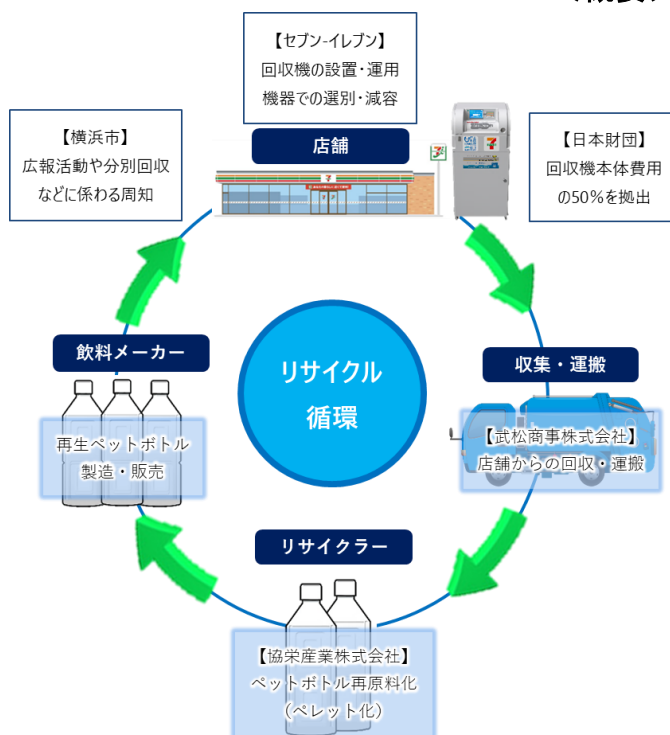 【セブン-イレブン】
回収機の設置・運用
機器での選別・減容
【横浜市】
広報活動や分別回収
などに係わる周知
店舗
【日本財団】
回収機本体費用
の50%を拠出
飲料メーカー
再生ペットボトル
製造・販売
リサイクル
循環
収集・運搬
【武松商事株式会社】
店舗からの回収・運搬
リサイクラー
【協栄産業株式会社】
ペットボトル再原料化
(ペレット化)